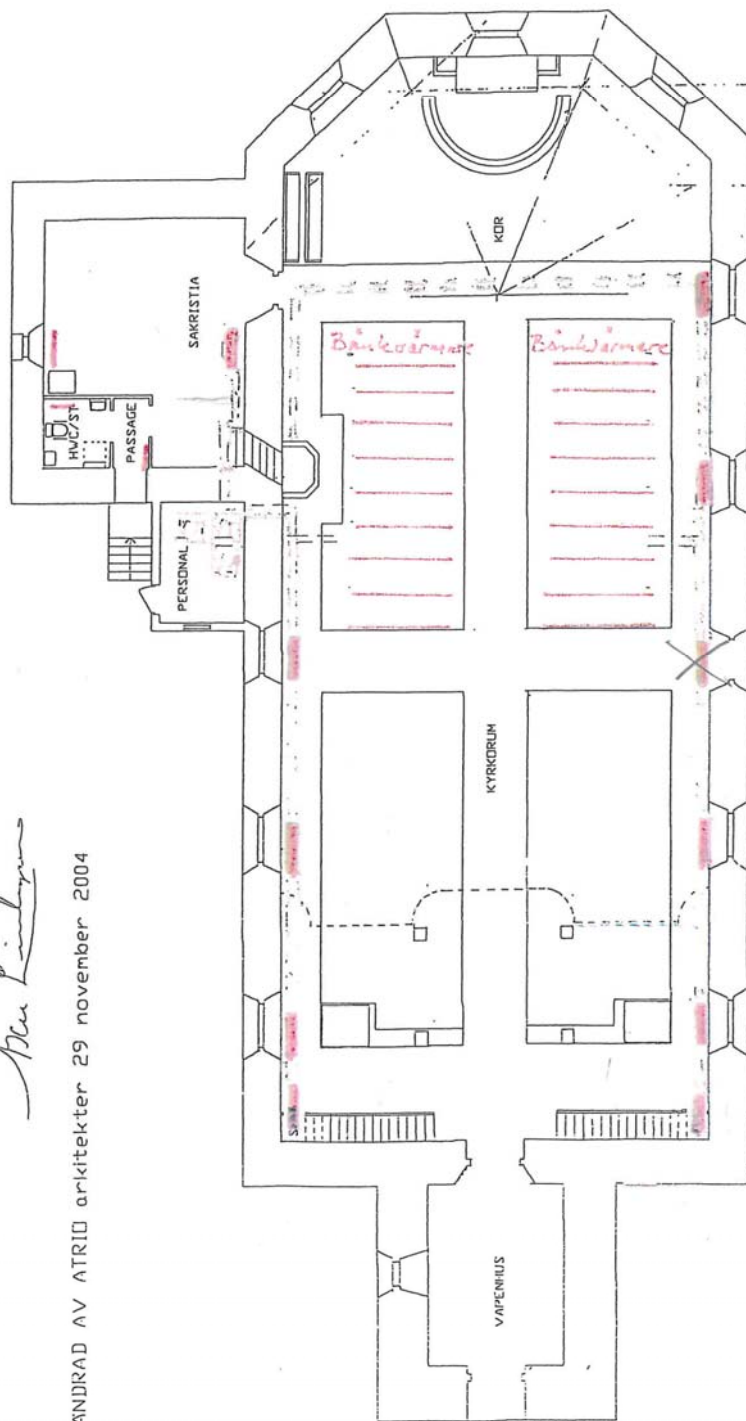 KOR
SAKRISTIA
HWC/ST
PASSAGE
PERSONAL
Bänkvärmare
Bänkvärmare
KYRKORUM
VAPENHUS
ÄNDRAD AV ATRIO arkitekter 29 november 2004